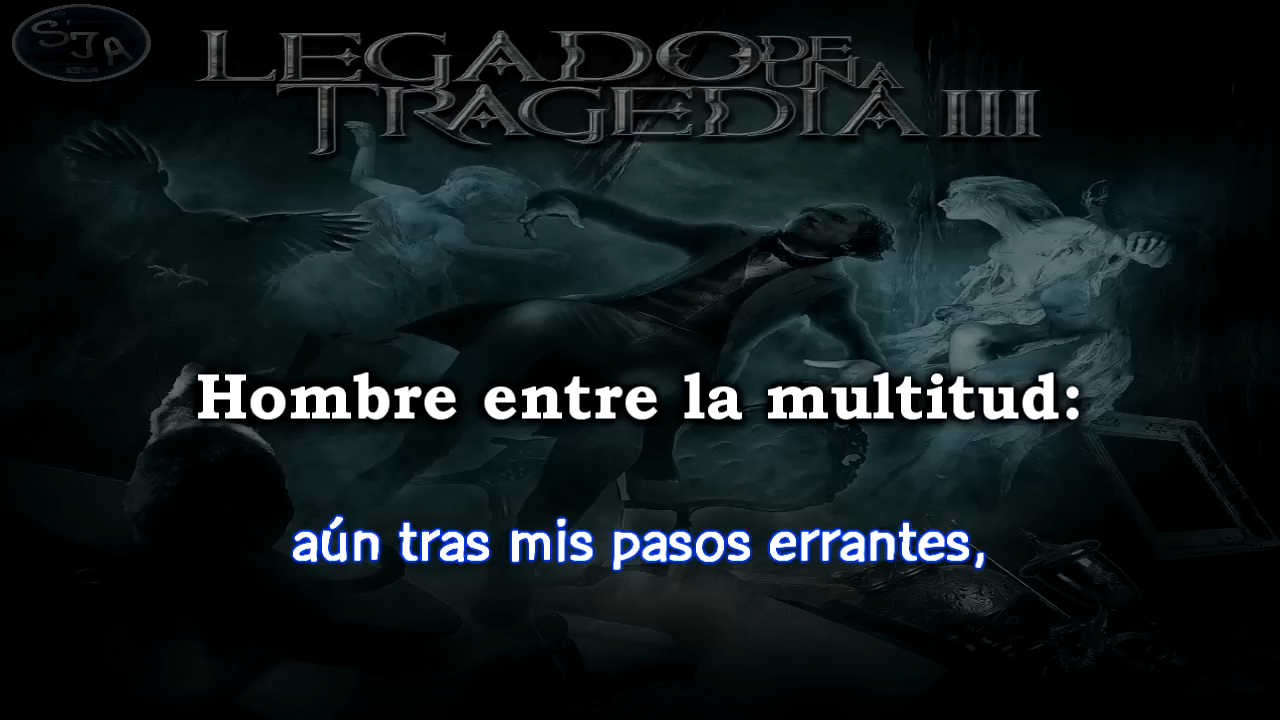 SJA
LEGADO DE UNA
TRAGEDIA III
Hombre entre la multitud:
aún tras mis pasos errantes,